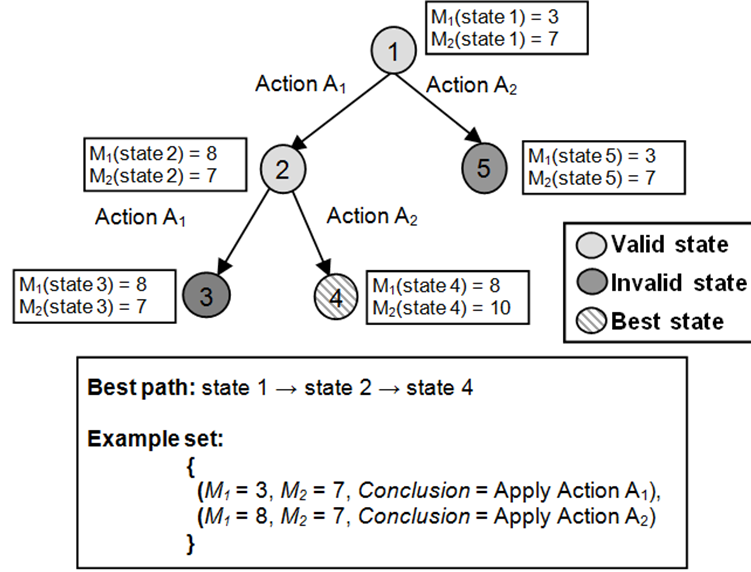 M₁(state 1) = 3
M₂(state 1) = 7
1
Action A₁
Action A₂
M₁(state 2) = 8
M₂(state 2) = 7
2
5
M₁(state 5) = 3
M₂(state 5) = 7
Action A₁
Action A₂
M₁(state 3) = 8
M₂(state 3) = 7
3
4
M₁(state 4) = 8
M₂(state 4) = 10
Valid state
Invalid state
Best state
Best path: state 1 → state 2 → state 4
Example set:
{
(M₁ = 3, M₂ = 7, Conclusion = Apply Action A₁),
(M₁ = 8, M₂ = 7, Conclusion = Apply Action A₂)
}